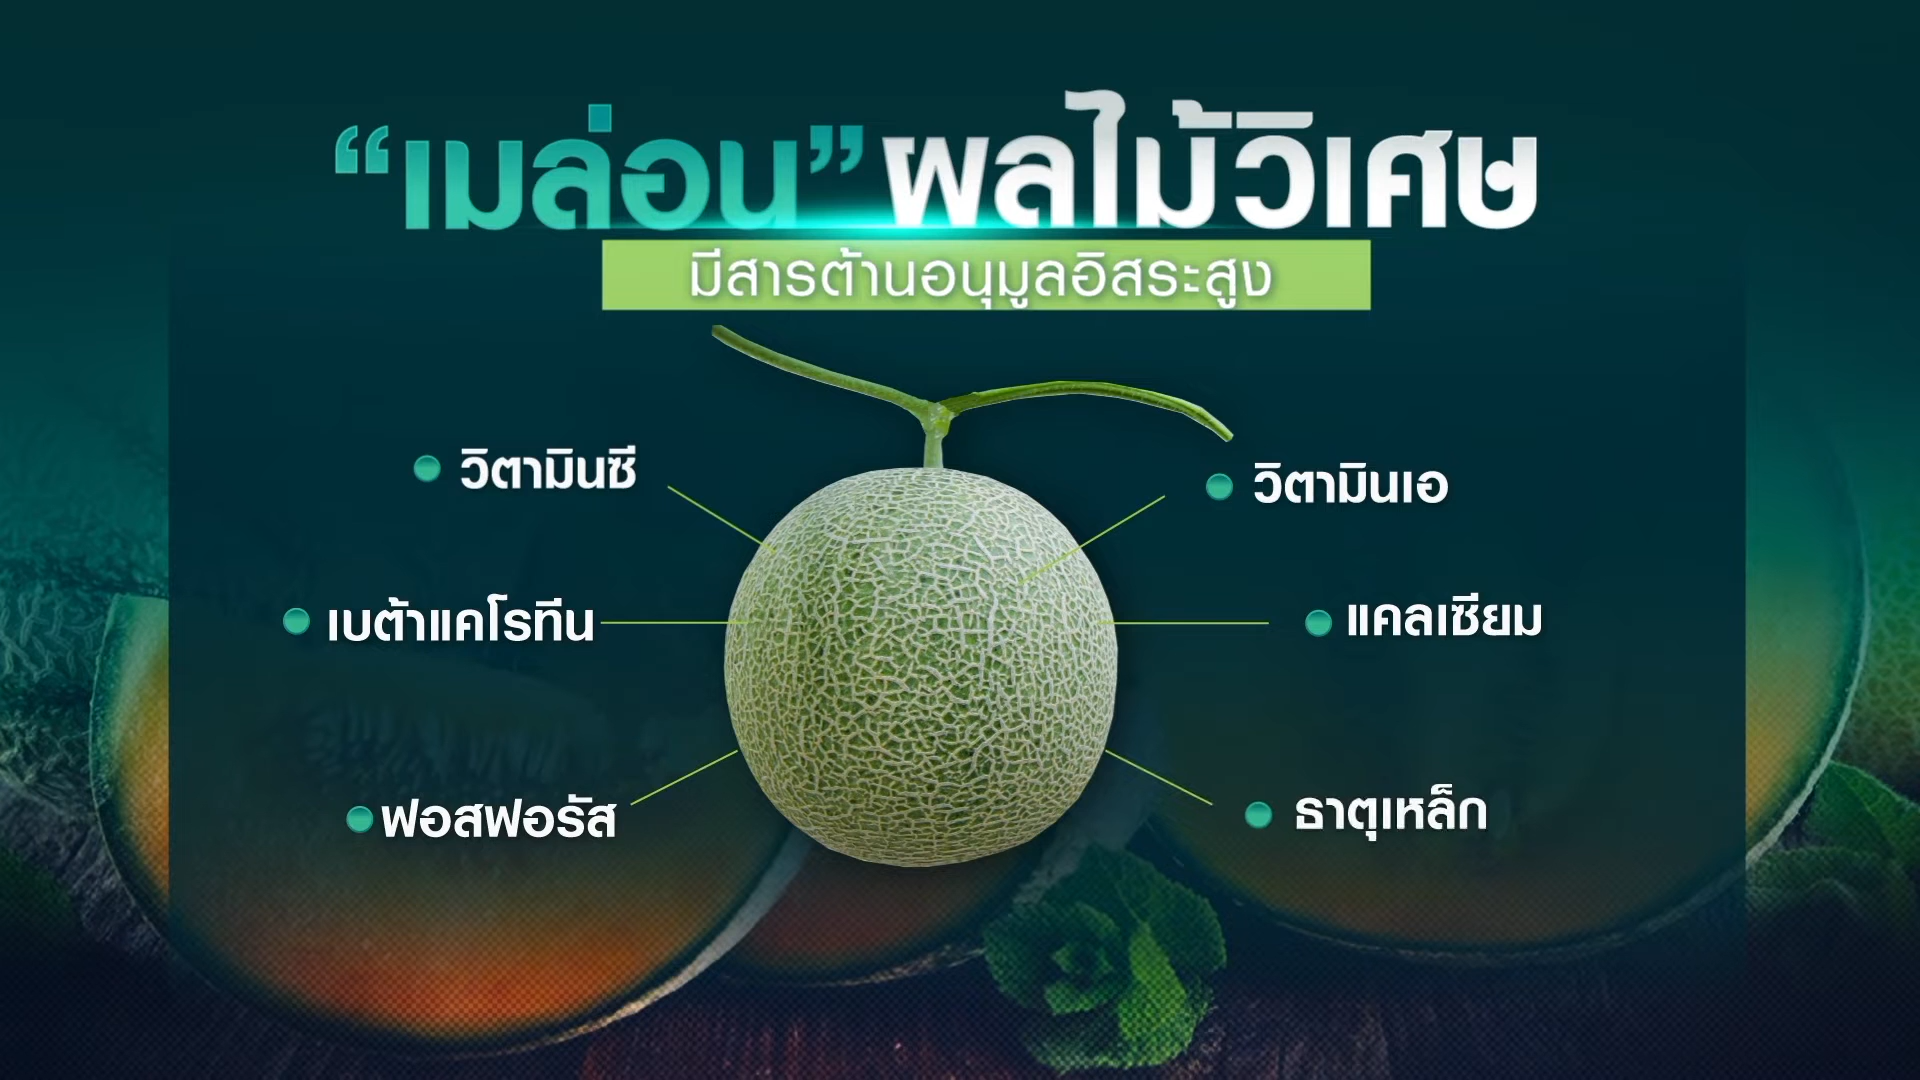 “เมล่อน” ผลไม้วิเศษ
มีสารต้านอนุมูลอิสระสูง
วิตามินซี
วิตามินเอ
เบต้าแคโรทีน
แคลเซียม
ฟอสฟอรัส
ธาตุเหล็ก